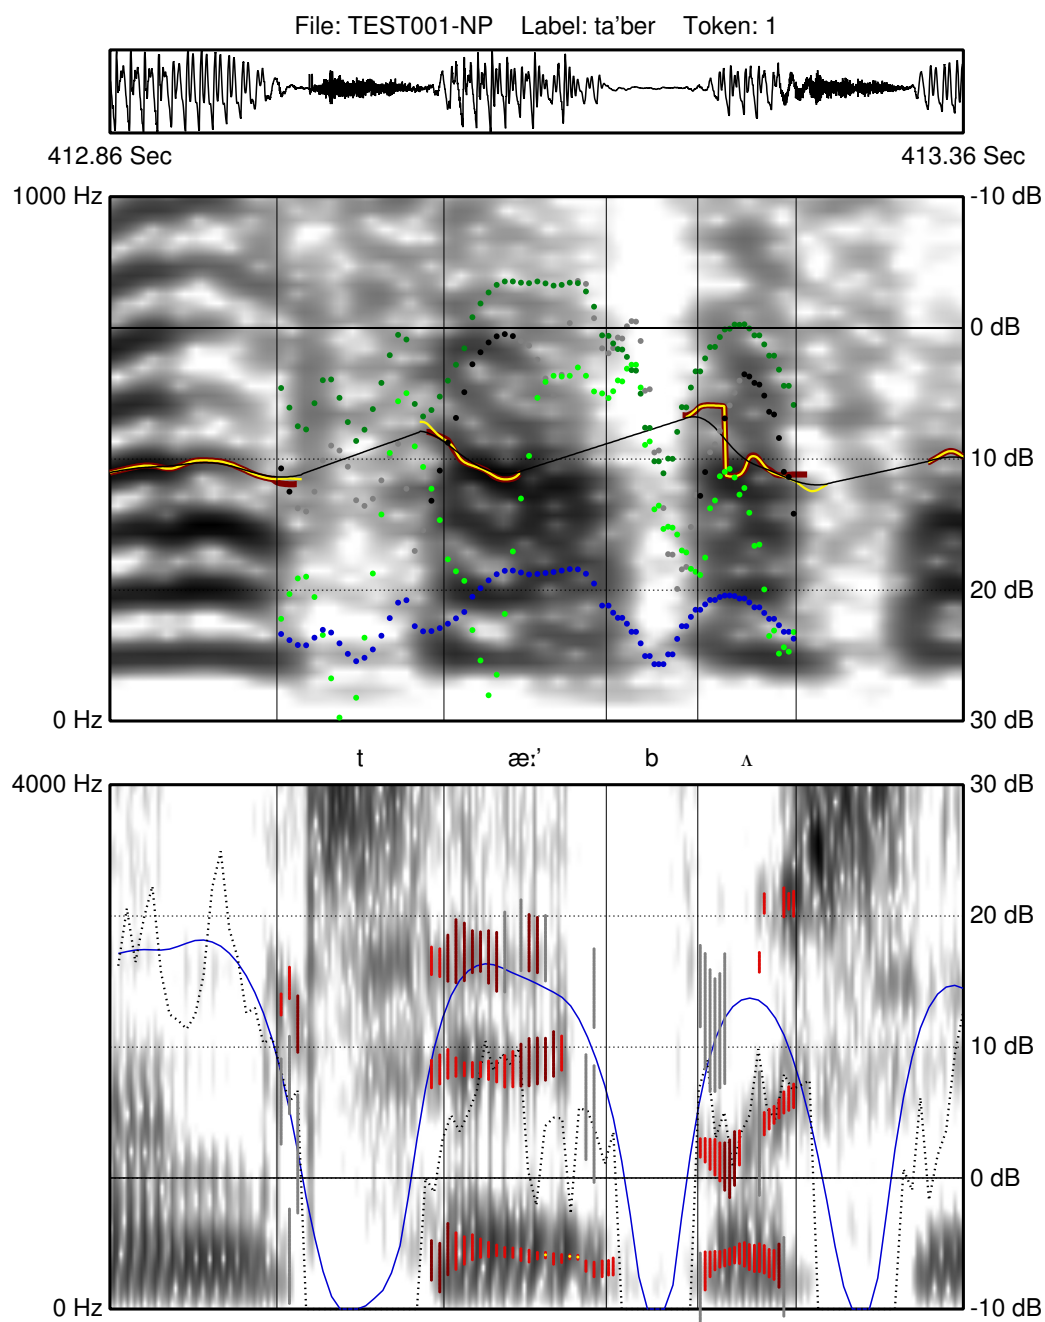 File: TEST001-NP Label: ta'ber Token: 1
412.86 Sec 413.36 Sec
1000 Hz -10 dB
0 dB
10 dB
20 dB
0 Hz 30 dB
t æː' b ʌ
4000 Hz 30 dB
20 dB
10 dB
0 dB
0 Hz -10 dB